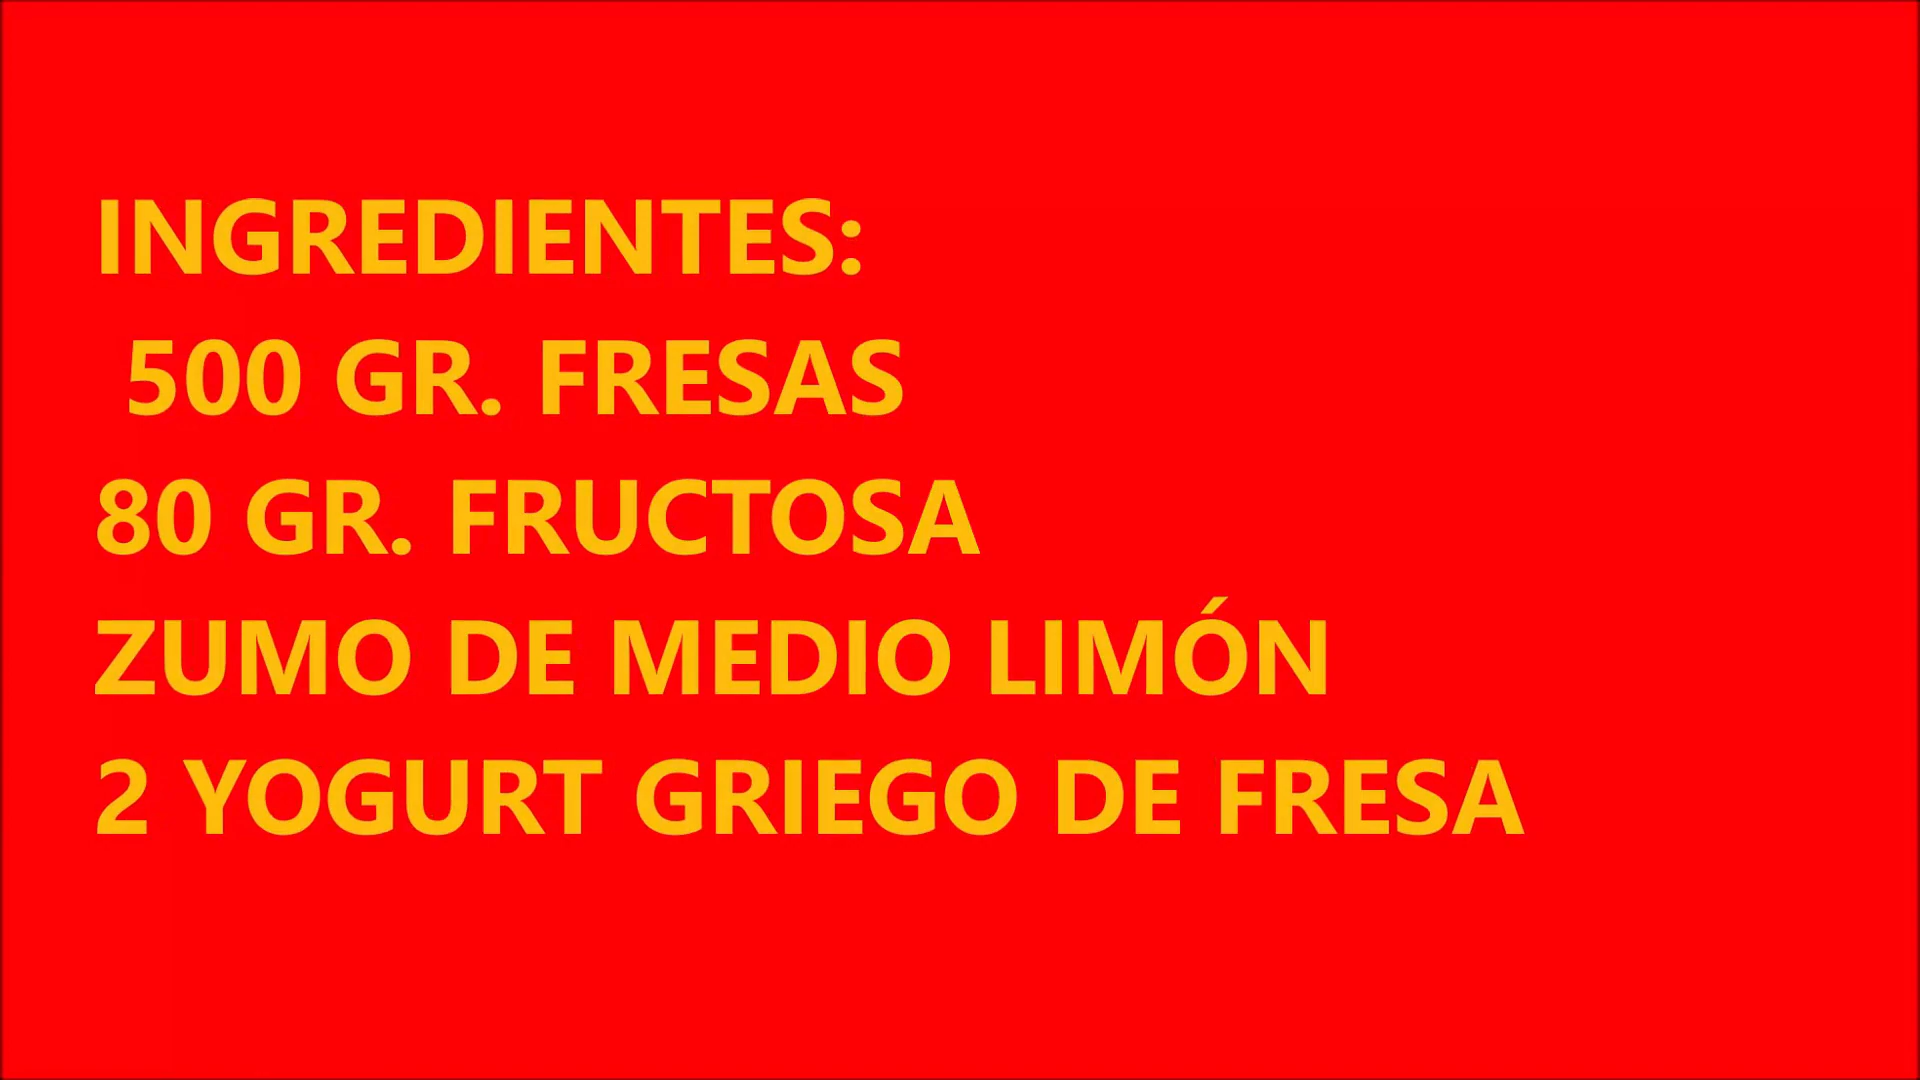 INGREDIENTES:
500 GR. FRESAS
80 GR. FRUCTOSA
ZUMO DE MEDIO LIMÓN
2 YOGURT GRIEGO DE FRESA